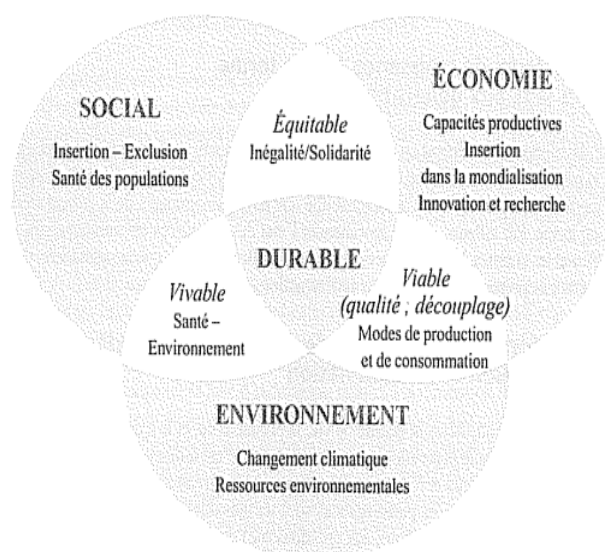 SOCIAL
Insertion – Exclusion
Santé des populations
Équitable
Inégalité/Solidarité
ÉCONOMIE
Capacités productives
Insertion
dans la mondialisation
Innovation et recherche
DURABLE
Vivable
Santé –
Environnement
Viable
(qualité ; découplage)
Modes de production
et de consommation
ENVIRONNEMENT
Changement climatique
Ressources environnementales